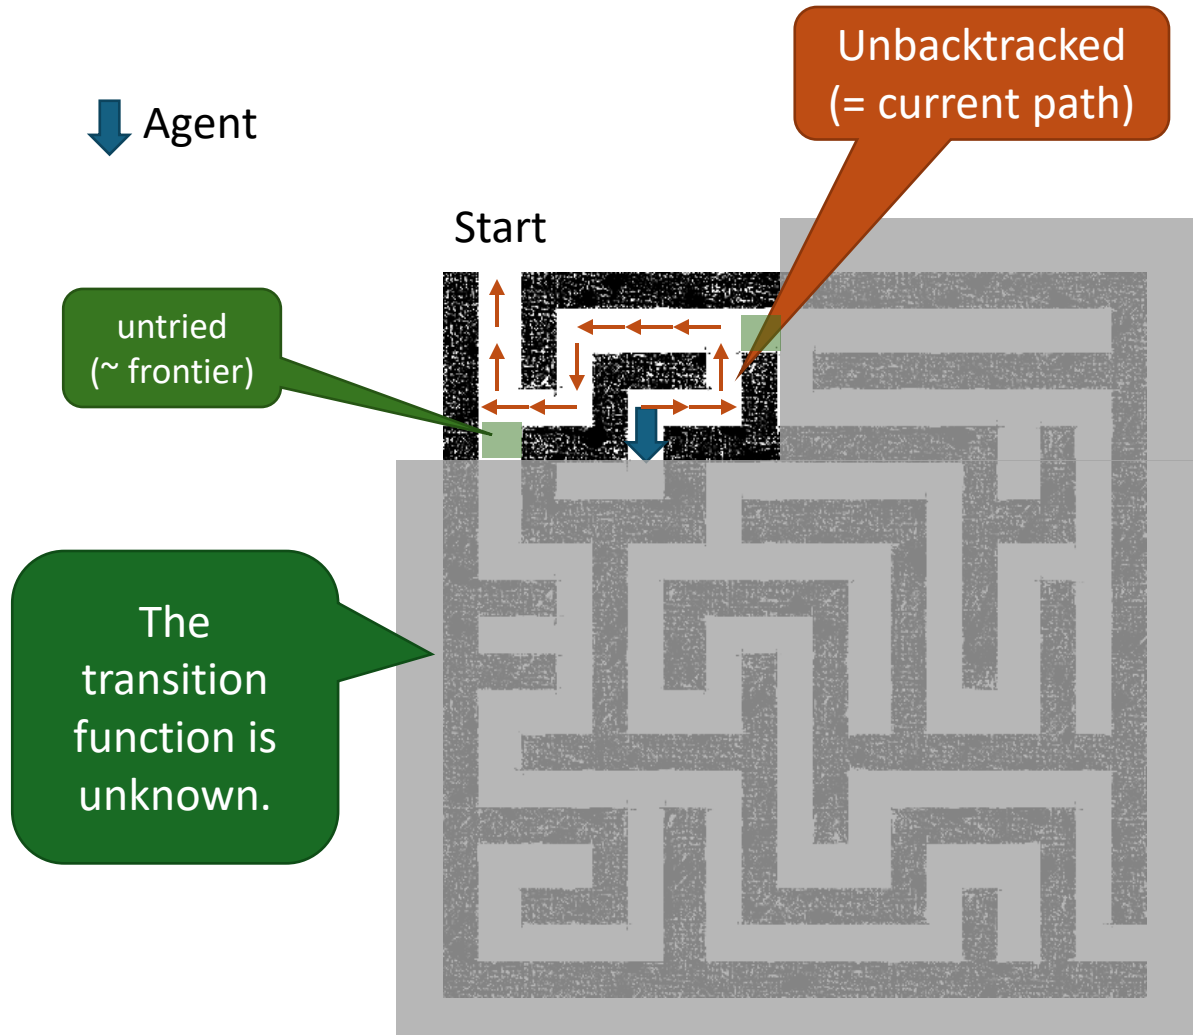 Unbacktracked
(= current path)
Agent
Start
untried
(~ frontier)
The
transition
function is
unknown.